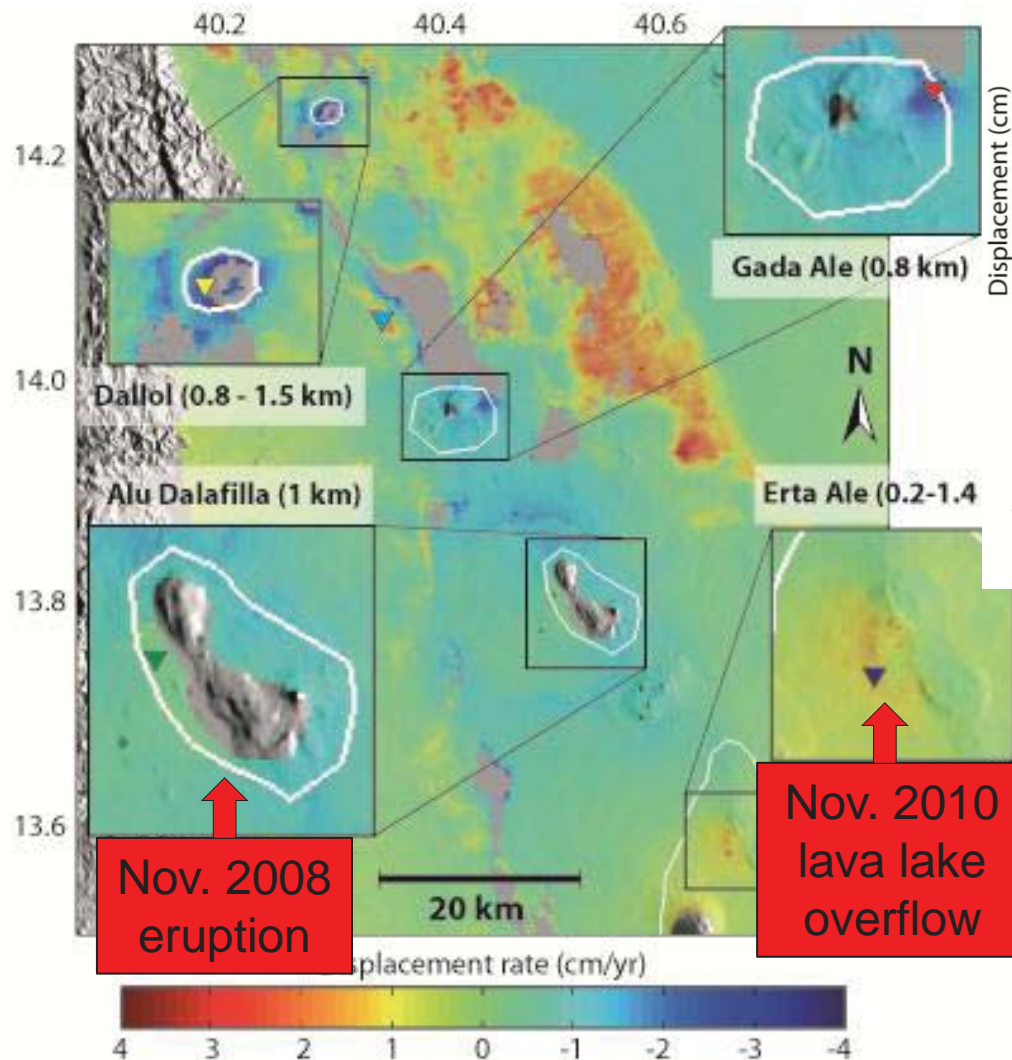 40.2 40.4 40.6
14.2
14.0
13.8
13.6
Displacement (cm)
Gada Ale (0.8 km)
N
Dallol (0.8 - 1.5 km)
Alu Dalafilla (1 km)
Erta Ale (0.2-1.4
Nov. 2008
eruption
Nov. 2010
lava lake
overflow
20 km
isplacement rate (cm/yr)
4 3 2 1 0 -1 -2 -3 -4